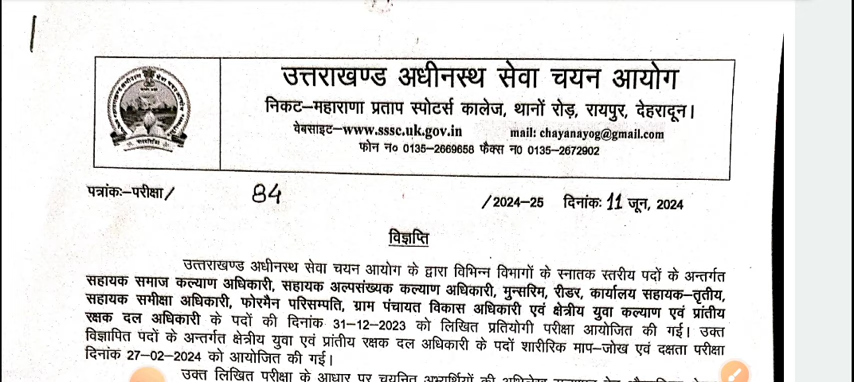 उत्तराखण्ड अधीनस्थ सेवा चयन आयोग
निकट–महाराणा प्रताप स्पोटर्स कालेज, थानों रोड़, रायपुर, देहरादून।
वेबसाइट–www.sssc.uk.gov.in mail: chayanayog@gmail.com
फोन न० 0135–2669658 फैक्स न0 0135–2672902
पत्रांकः–परीक्षा/ 84 /2024–25 दिनांकः 11 जून, 2024
विज्ञप्ति
उत्तराखण्ड अधीनस्थ सेवा चयन आयोग के द्वारा विभिन्न विभागों के स्नातक स्तरीय पदों के अन्तर्गत
सहायक समाज कल्याण अधिकारी, सहायक अल्पसंख्यक कल्याण अधिकारी, मुन्सरिम, रीडर, कार्यालय सहायक–तृतीय,
सहायक समीक्षा अधिकारी, फोरमैन परिसम्पति, ग्राम पंचायत विकास अधिकारी एवं क्षेत्रीय युवा कल्याण एवं प्रांतीय
रक्षक दल अधिकारी के पदों की दिनांक 31–12–2023 को लिखित प्रतियोगी परीक्षा आयोजित की गई। उक्त
विज्ञापित पदों के अन्तर्गत क्षेत्रीय युवा एवं प्रांतीय रक्षक दल अधिकारी के पदों शारीरिक माप–जोख एवं दक्षता परीक्षा
दिनांक 27–02–2024 को आयोजित की गई।
उक्त लिखित परीक्षा के आधार पर चयनित अभ्यर्थियों की अभिलेख